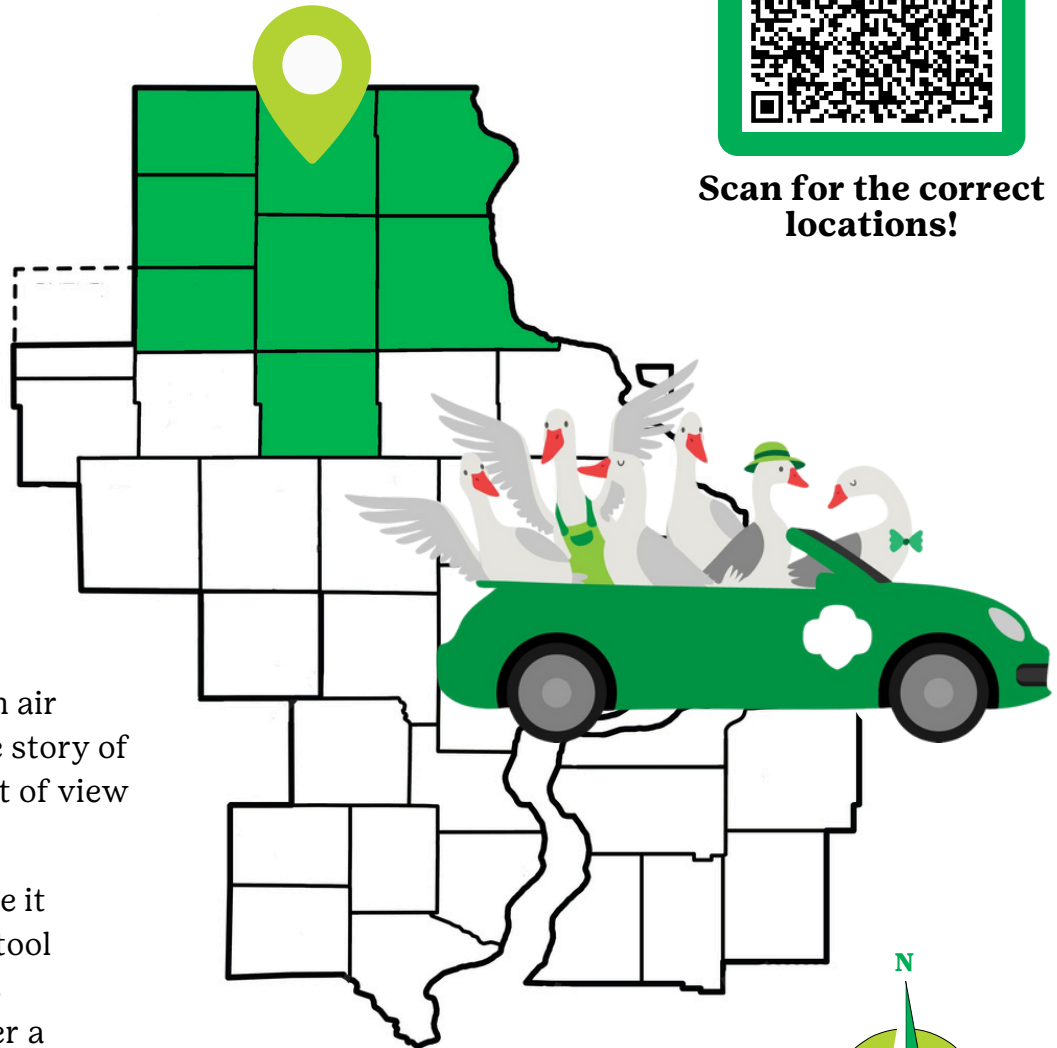 Scan for the correct
locations!
n air
e story of
t of view
e it
tool
er a
N